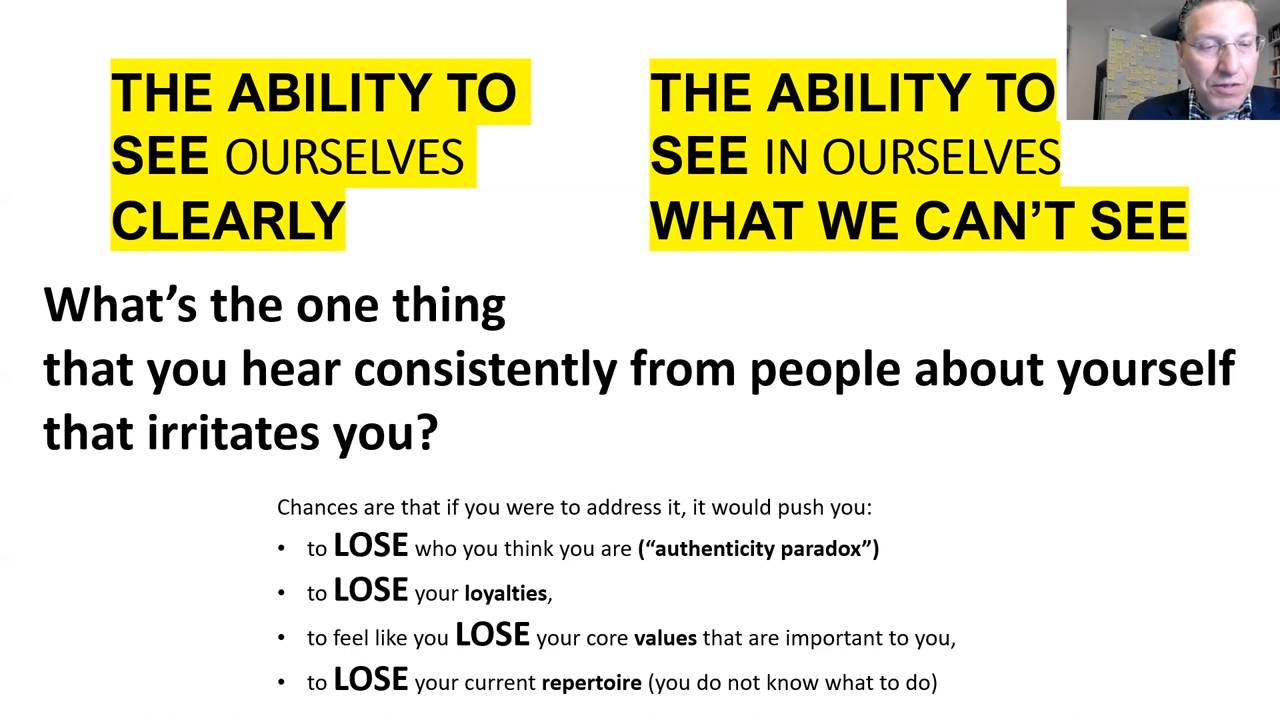 THE ABILITY TO
SEE OURSELVES
CLEARLY
THE ABILITY TO
SEE IN OURSELVES
WHAT WE CAN’T SEE
What’s the one thing
that you hear consistently from people about yourself
that irritates you?
Chances are that if you were to address it, it would push you:
• to LOSE who you think you are (“authenticity paradox”)
• to LOSE your loyalties,
• to feel like you LOSE your core values that are important to you,
• to LOSE your current repertoire (you do not know what to do)